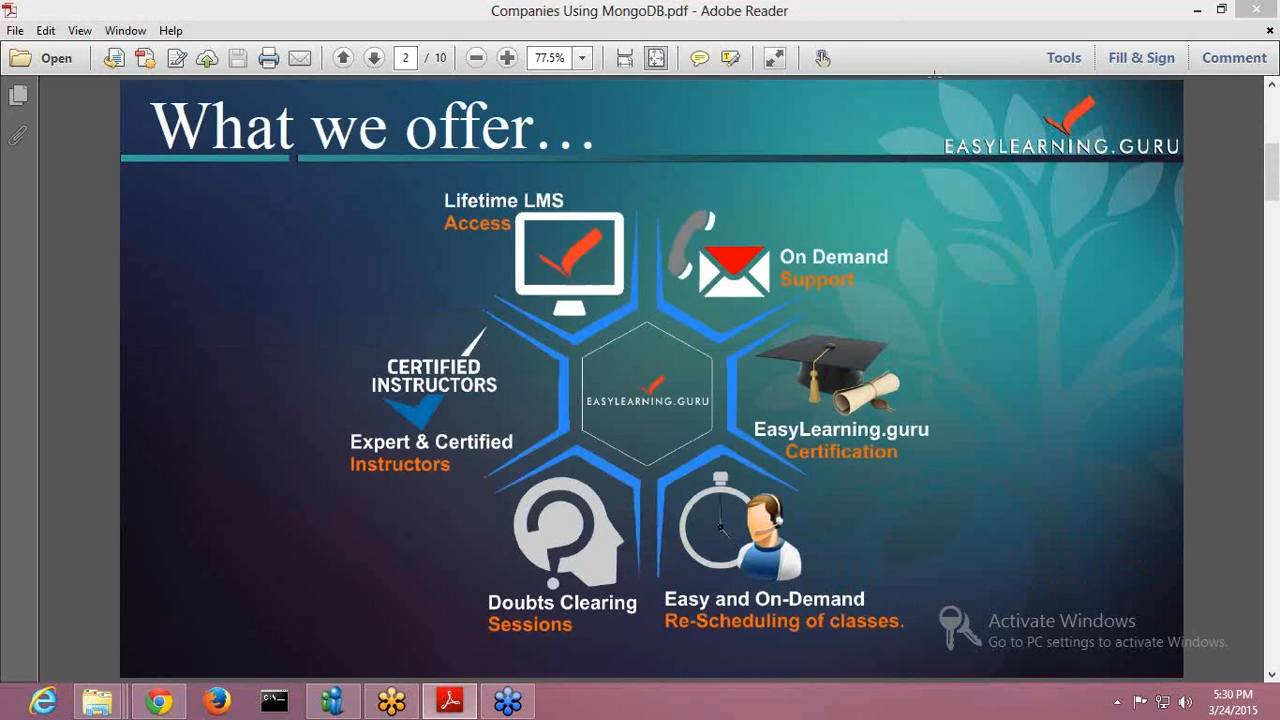 Companies Using MongoDB.pdf - Adobe Reader
File Edit View Window Help
Open 2 / 10 77.5% Tools Fill & Sign Comment
What we offer...
EASYLEARNING.GURU
Lifetime LMS
Access
On Demand
Support
CERTIFIED
INSTRUCTORS
Expert & Certified
Instructors
EASYLEARNING.GURU
EasyLearning.guru
Certification
Doubts Clearing
Sessions
Easy and On-Demand
Re-Scheduling of classes.
Activate Windows
Go to PC settings to activate Windows.
5:30 PM
3/24/2015